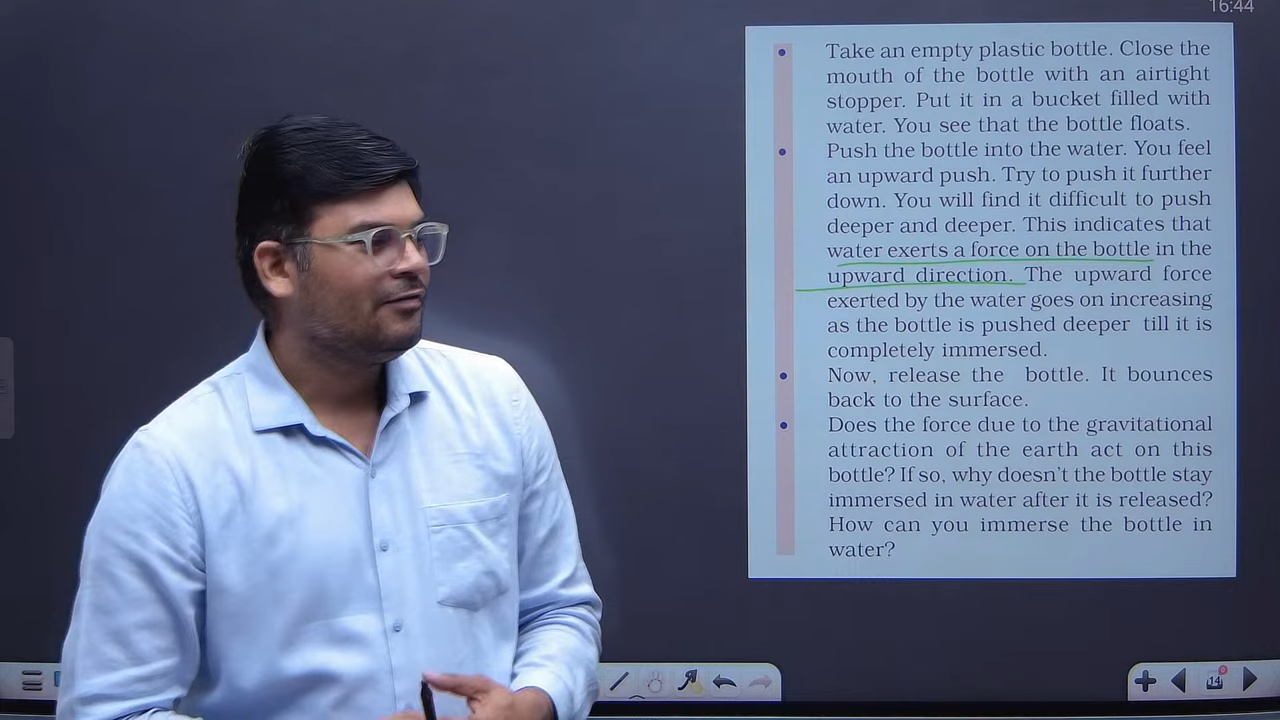 16:44
• Take an empty plastic bottle. Close the
mouth of the bottle with an airtight
stopper. Put it in a bucket filled with
water. You see that the bottle floats.
• Push the bottle into the water. You feel
an upward push. Try to push it further
down. You will find it difficult to push
deeper and deeper. This indicates that
water exerts a force on the bottle in the
upward direction. The upward force
exerted by the water goes on increasing
as the bottle is pushed deeper till it is
completely immersed.
• Now, release the bottle. It bounces
back to the surface.
• Does the force due to the gravitational
attraction of the earth act on this
bottle? If so, why doesn't the bottle stay
immersed in water after it is released?
How can you immerse the bottle in
water?
14